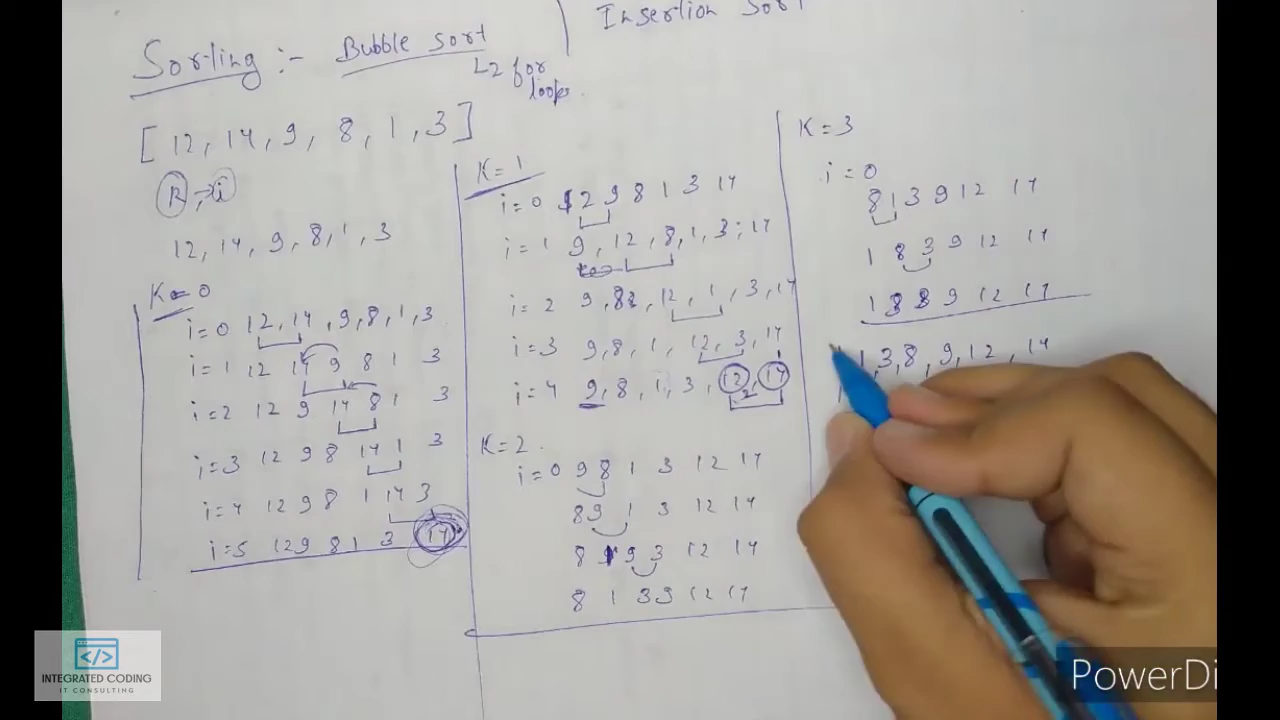 Sorting :- Bubble sort
Insertion Sort
L2 for
loops
[12, 14, 9, 8, 1, 3]
K, → i
12, 14, 9, 8, 1, 3
K = 0
i=0 12, 14, 9, 8, 1, 3
i=1 12 14 9 8 1 3
i=2 12 9 14 8 1 3
i=3 12 9 8 14 1 3
i=4 12 9 8 1 14 3
i=5 12 9 8 1 3 14
K = 1
i=0 12 9 8 1 3 14
i=1 9, 12, 8, 1, 3, 14
i=2 9, 8, 12, 1, 3, 14
i=3 9, 8, 1, 12, 3, 14
i=4 9, 8, 1, 3, 12, 14
K=2
i=0 9 8 1 3 12 14
8 9 1 3 12 14
8 1 9 3 12 14
8 1 3 9 12 14
K = 3
i=0
8 1 3 9 12 14
1 8 3 9 12 14
1 3 8 9 12 14
1, 3, 8, 9, 12, 14
</>
INTEGRATED CODING
IT CONSULTING
PowerDi